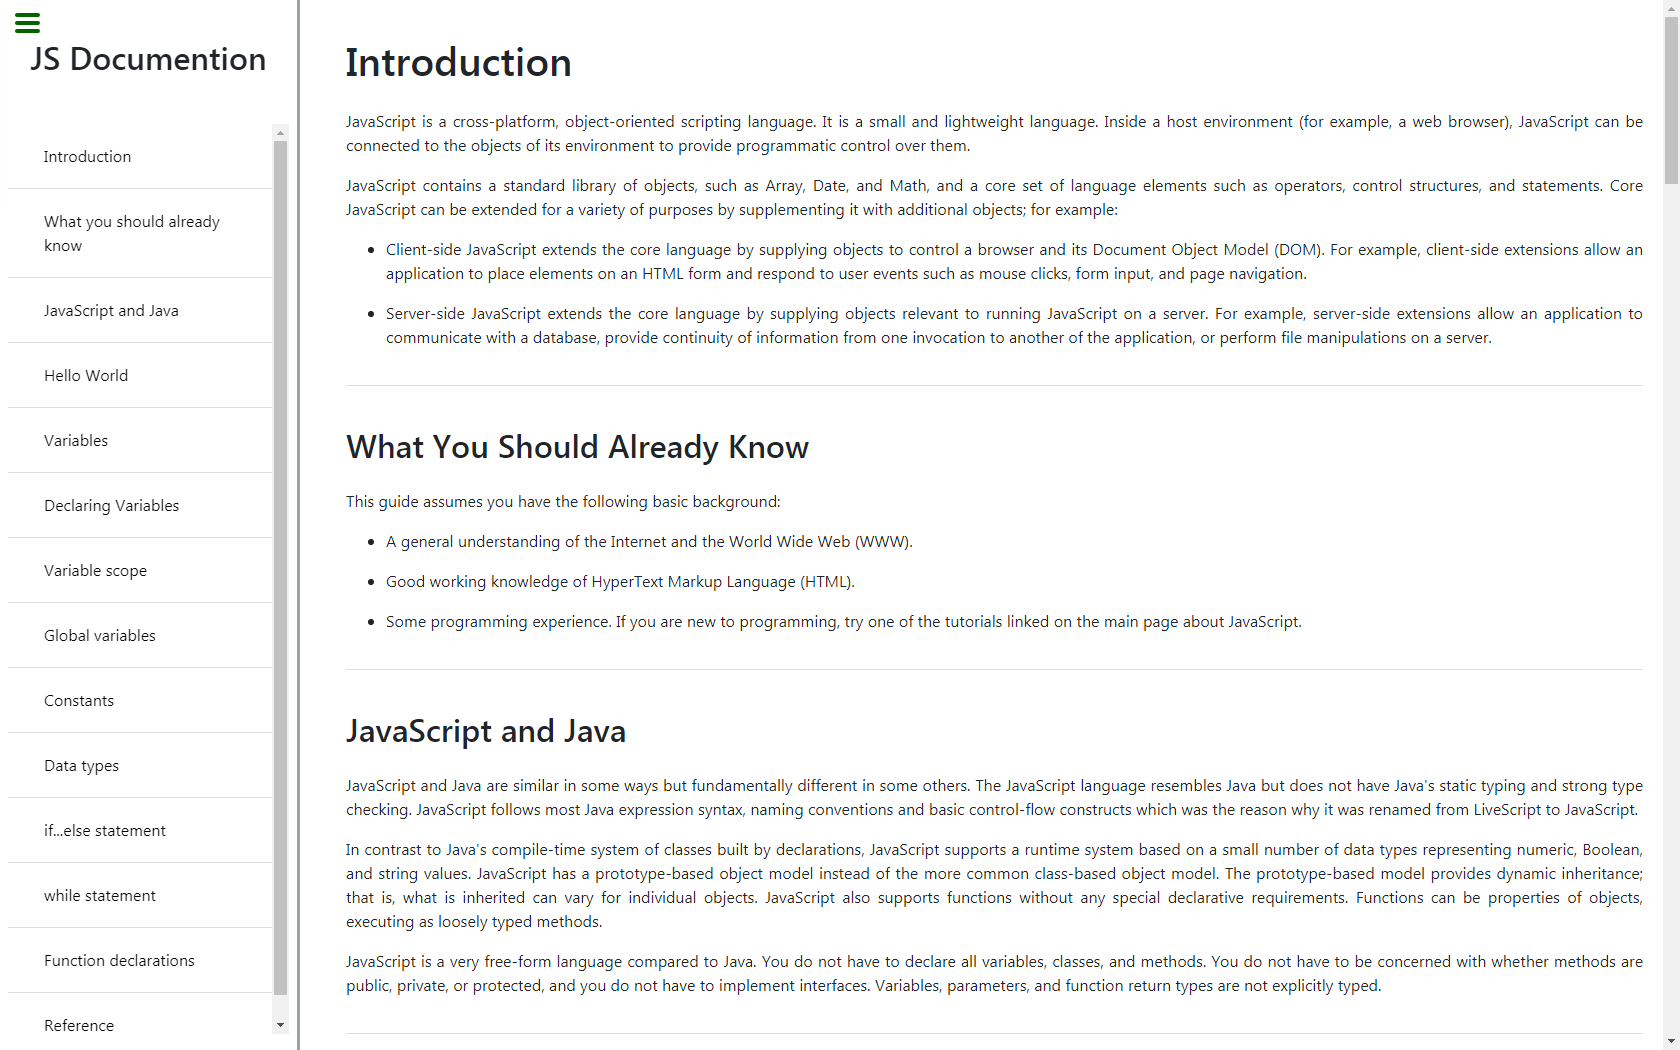 JS Documention
Introduction
What you should already
know
JavaScript and Java
Hello World
Variables
Declaring Variables
Variable scope
Global variables
Constants
Data types
if...else statement
while statement
Function declarations
Reference
Introduction
JavaScript is a cross-platform, object-oriented scripting language. It is a small and lightweight language. Inside a host environment (for example, a web browser), JavaScript can be
connected to the objects of its environment to provide programmatic control over them.
JavaScript contains a standard library of objects, such as Array, Date, and Math, and a core set of language elements such as operators, control structures, and statements. Core
JavaScript can be extended for a variety of purposes by supplementing it with additional objects; for example:
• Client-side JavaScript extends the core language by supplying objects to control a browser and its Document Object Model (DOM). For example, client-side extensions allow an
application to place elements on an HTML form and respond to user events such as mouse clicks, form input, and page navigation.
• Server-side JavaScript extends the core language by supplying objects relevant to running JavaScript on a server. For example, server-side extensions allow an application to
communicate with a database, provide continuity of information from one invocation to another of the application, or perform file manipulations on a server.
What You Should Already Know
This guide assumes you have the following basic background:
• A general understanding of the Internet and the World Wide Web (WWW).
• Good working knowledge of HyperText Markup Language (HTML).
• Some programming experience. If you are new to programming, try one of the tutorials linked on the main page about JavaScript.
JavaScript and Java
JavaScript and Java are similar in some ways but fundamentally different in some others. The JavaScript language resembles Java but does not have Java's static typing and strong type
checking. JavaScript follows most Java expression syntax, naming conventions and basic control-flow constructs which was the reason why it was renamed from LiveScript to JavaScript.
In contrast to Java's compile-time system of classes built by declarations, JavaScript supports a runtime system based on a small number of data types representing numeric, Boolean,
and string values. JavaScript has a prototype-based object model instead of the more common class-based object model. The prototype-based model provides dynamic inheritance;
that is, what is inherited can vary for individual objects. JavaScript also supports functions without any special declarative requirements. Functions can be properties of objects,
executing as loosely typed methods.
JavaScript is a very free-form language compared to Java. You do not have to declare all variables, classes, and methods. You do not have to be concerned with whether methods are
public, private, or protected, and you do not have to implement interfaces. Variables, parameters, and function return types are not explicitly typed.